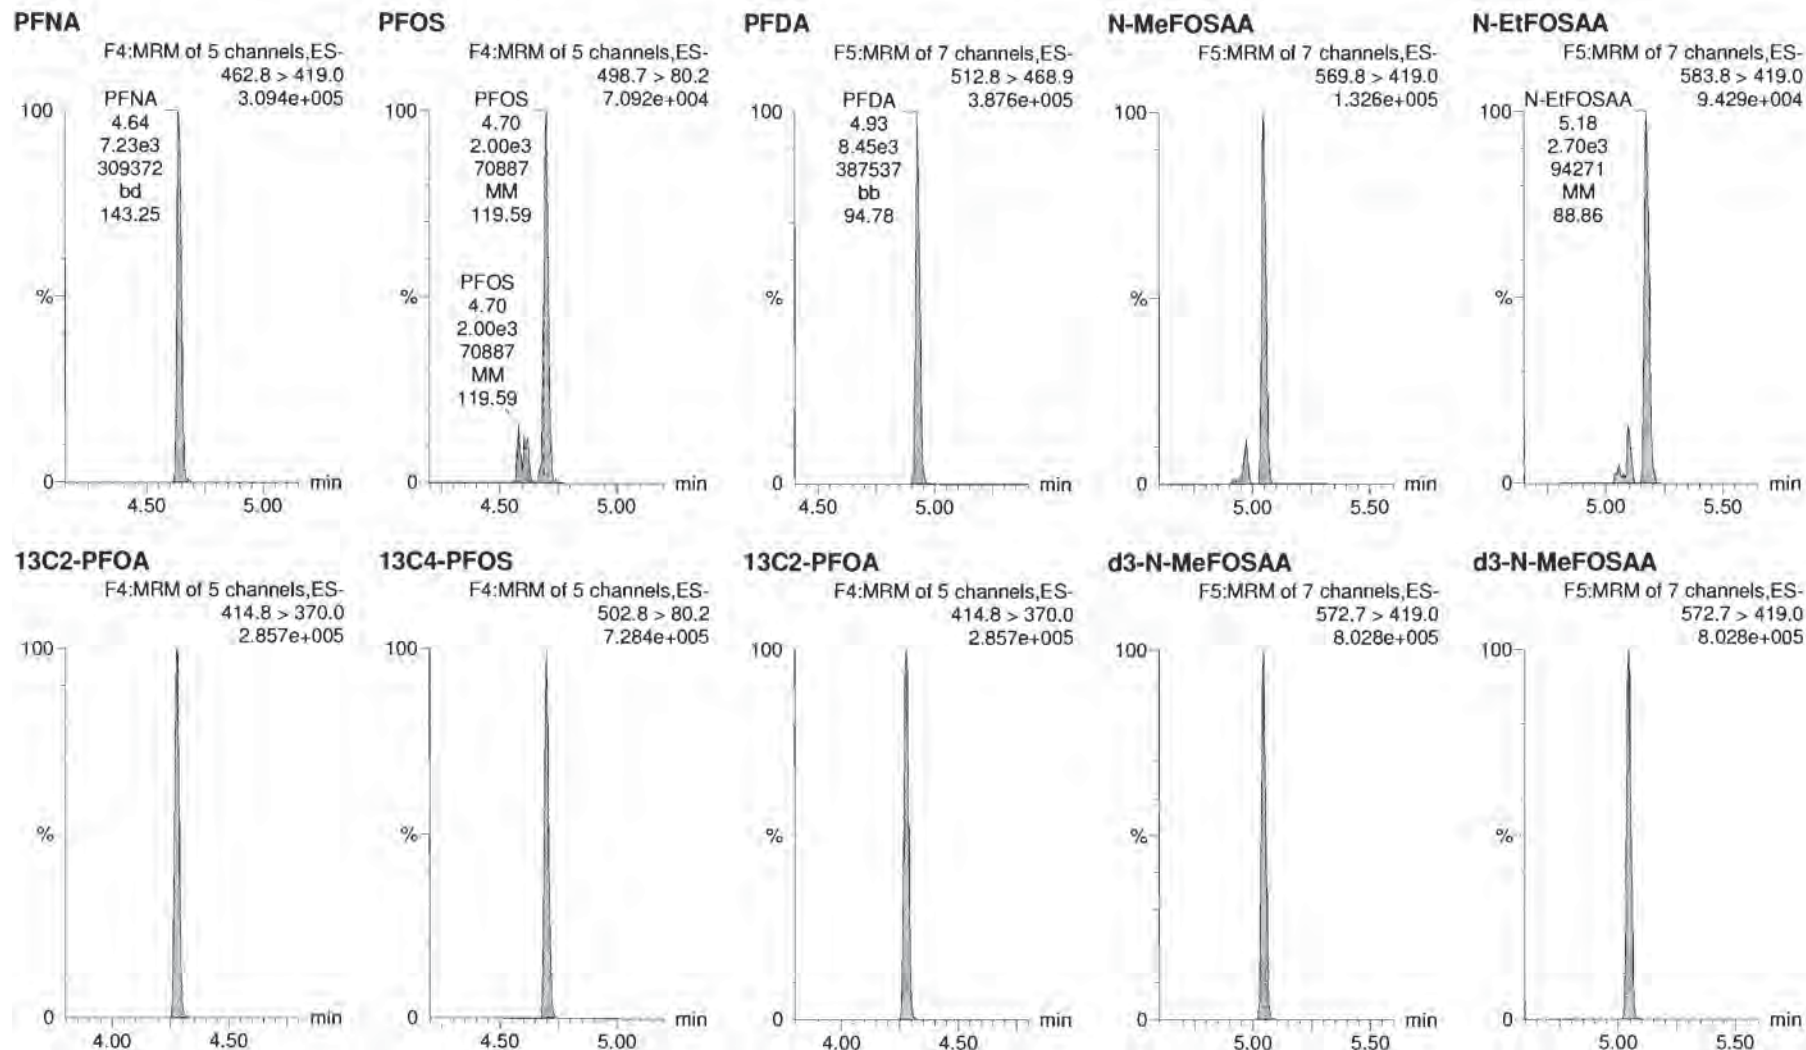 PFNA
F4:MRM of 5 channels,ES-
462.8 > 419.0
3.094e+005
100
PFNA
4.64
7.23e3
309372
bd
143.25
%
0
min
4.50 5.00
PFOS
F4:MRM of 5 channels,ES-
498.7 > 80.2
7.092e+004
100
PFOS
4.70
2.00e3
70887
MM
119.59
PFOS
4.70
2.00e3
70887
MM
119.59
%
0
min
4.50 5.00
PFDA
F5:MRM of 7 channels,ES-
512.8 > 468.9
3.876e+005
100
PFDA
4.93
8.45e3
387537
bb
94.78
%
0
min
4.50 5.00
N-MeFOSAA
F5:MRM of 7 channels,ES-
569.8 > 419.0
1.326e+005
100
%
0
min
5.00 5.50
N-EtFOSAA
F5:MRM of 7 channels,ES-
583.8 > 419.0
9.429e+004
100
N-EtFOSAA
5.18
2.70e3
94271
MM
88.86
%
0
min
5.00 5.50
13C2-PFOA
F4:MRM of 5 channels,ES-
414.8 > 370.0
2.857e+005
100
%
0
min
4.00 4.50
13C4-PFOS
F4:MRM of 5 channels,ES-
502.8 > 80.2
7.284e+005
100
%
0
min
4.50 5.00
13C2-PFOA
F4:MRM of 5 channels,ES-
414.8 > 370.0
2.857e+005
100
%
0
min
4.00 4.50
d3-N-MeFOSAA
F5:MRM of 7 channels,ES-
572.7 > 419.0
8.028e+005
100
%
0
min
5.00 5.50
d3-N-MeFOSAA
F5:MRM of 7 channels,ES-
572.7 > 419.0
8.028e+005
100
%
0
min
5.00 5.50